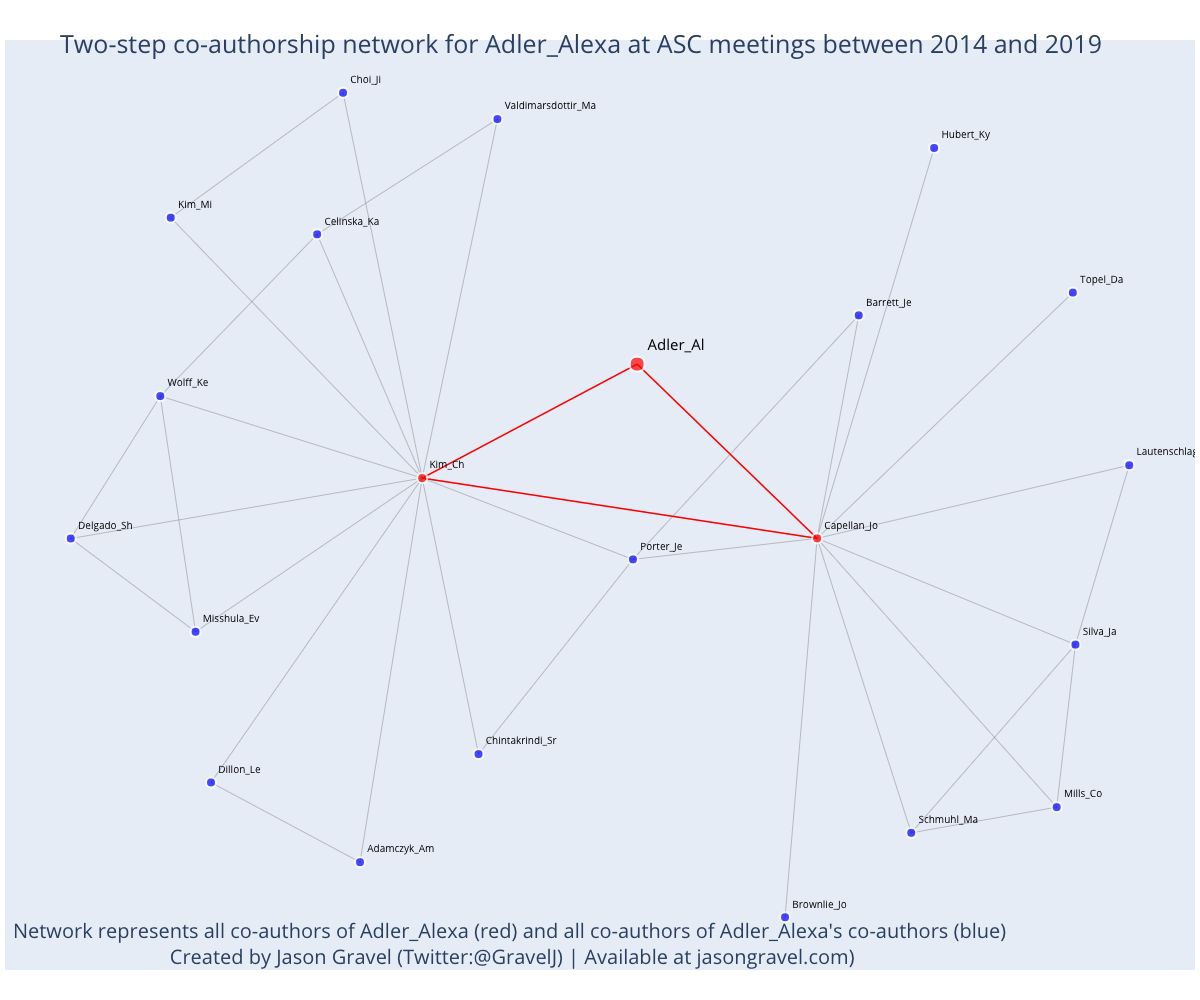 Two-step co-authorship network for Adler_Alexa at ASC meetings between 2014 and 2019
Choi_Ji
Valdimarsdottir_Ma
Hubert_Ky
Kim_Mi
Celinska_Ka
Topel_Da
Barrett_Je
Adler_Al
Wolff_Ke
Lautenschlag
Kim_Ch
Delgado_Sh
Capellan_Jo
Porter_Je
Misshula_Ev
Silva_Ja
Chintakrindi_Sr
Dillon_Le
Mills_Co
Schmuhl_Ma
Adamczyk_Am
Brownlie_Jo
Network represents all co-authors of Adler_Alexa (red) and all co-authors of Adler_Alexa's co-authors (blue)
Created by Jason Gravel (Twitter:@GravelJ) | Available at jasongravel.com)